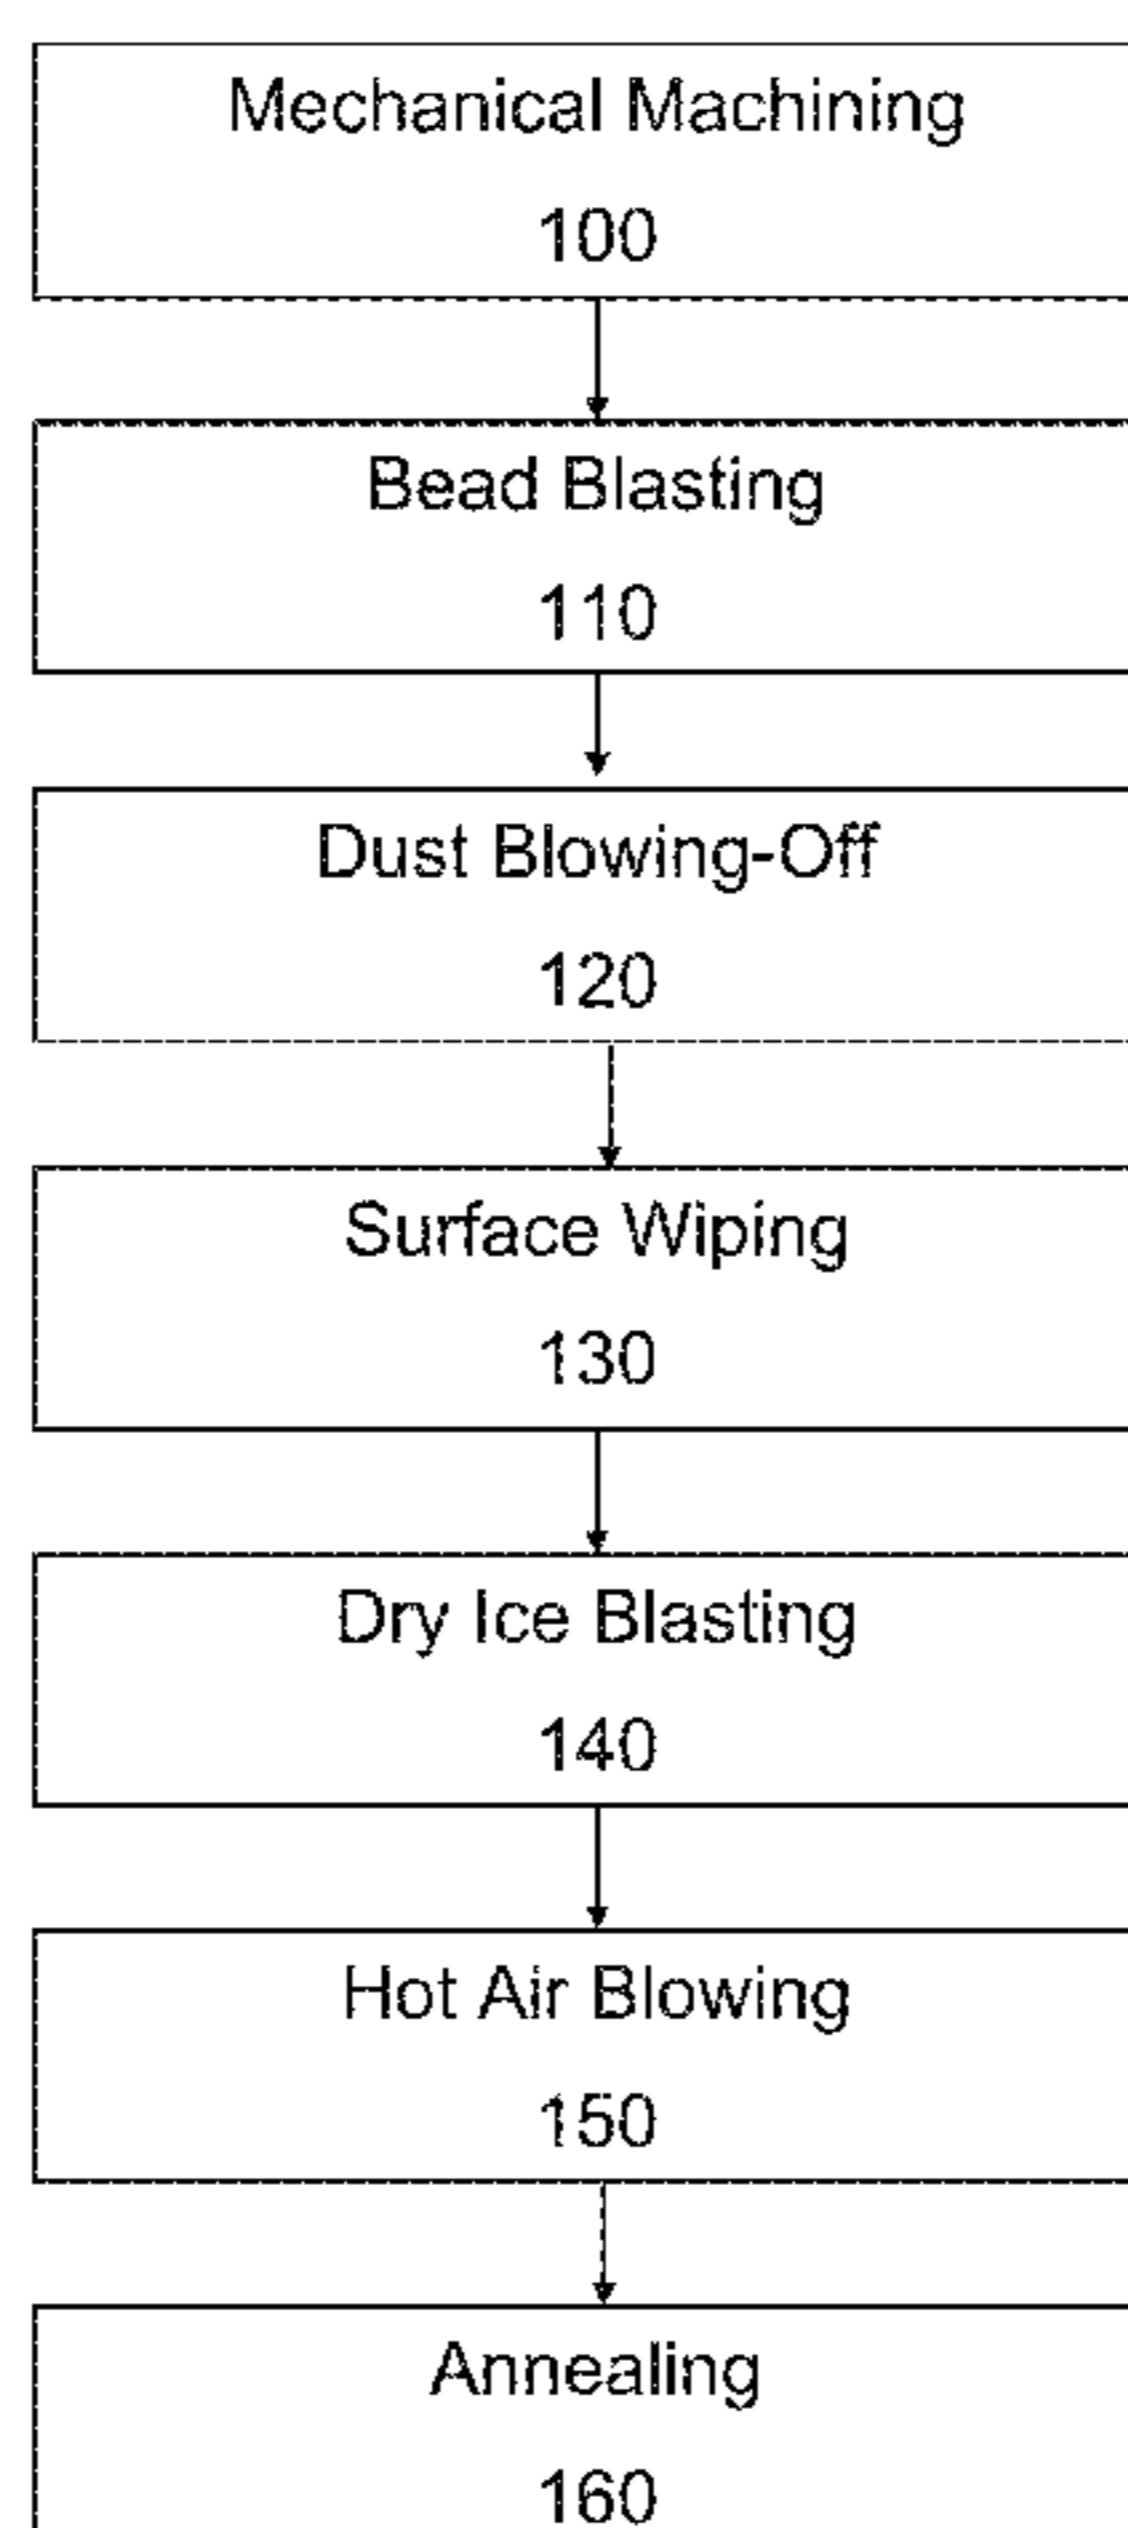 Mechanical Machining
100
Bead Blasting
110
Dust Blowing-Off
120
Surface Wiping
130
Dry Ice Blasting
140
Hot Air Blowing
150
Annealing
160